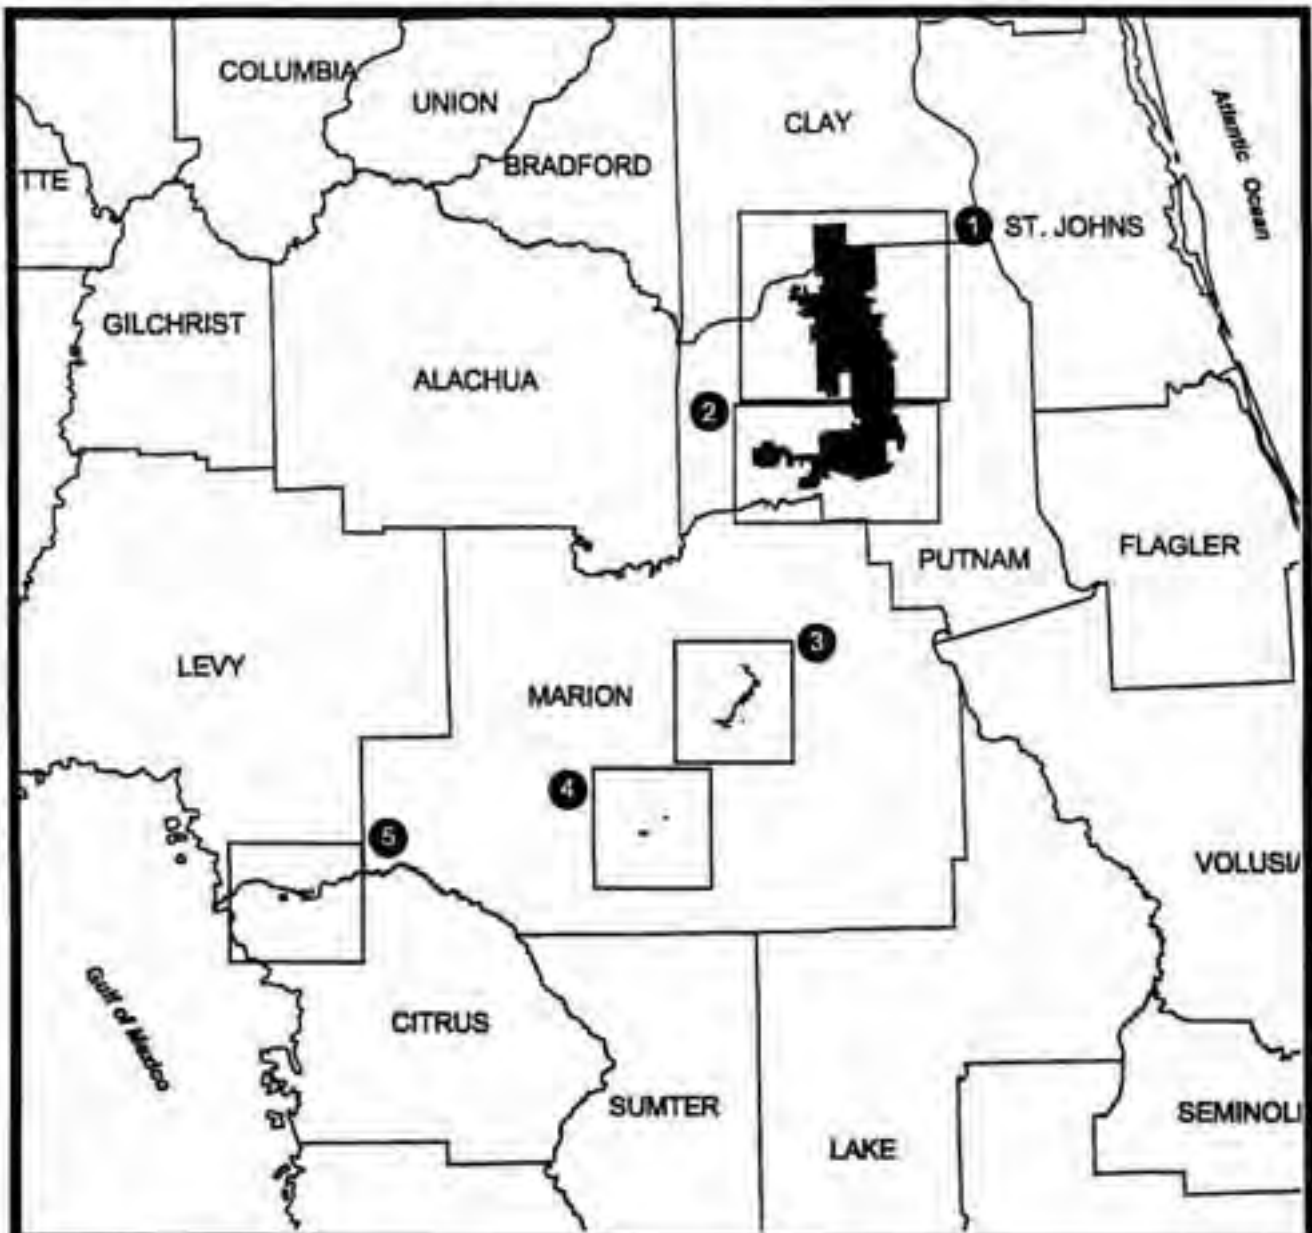 COLUMBIA
UNION
CLAY
Atlantic Ocean
TTE
BRADFORD
1
ST. JOHNS
GILCHRIST
ALACHUA
2
PUTNAM
FLAGLER
3
LEVY
MARION
4
5
VOLUSIA
Gulf of Mexico
CITRUS
SUMTER
SEMINOL
LAKE